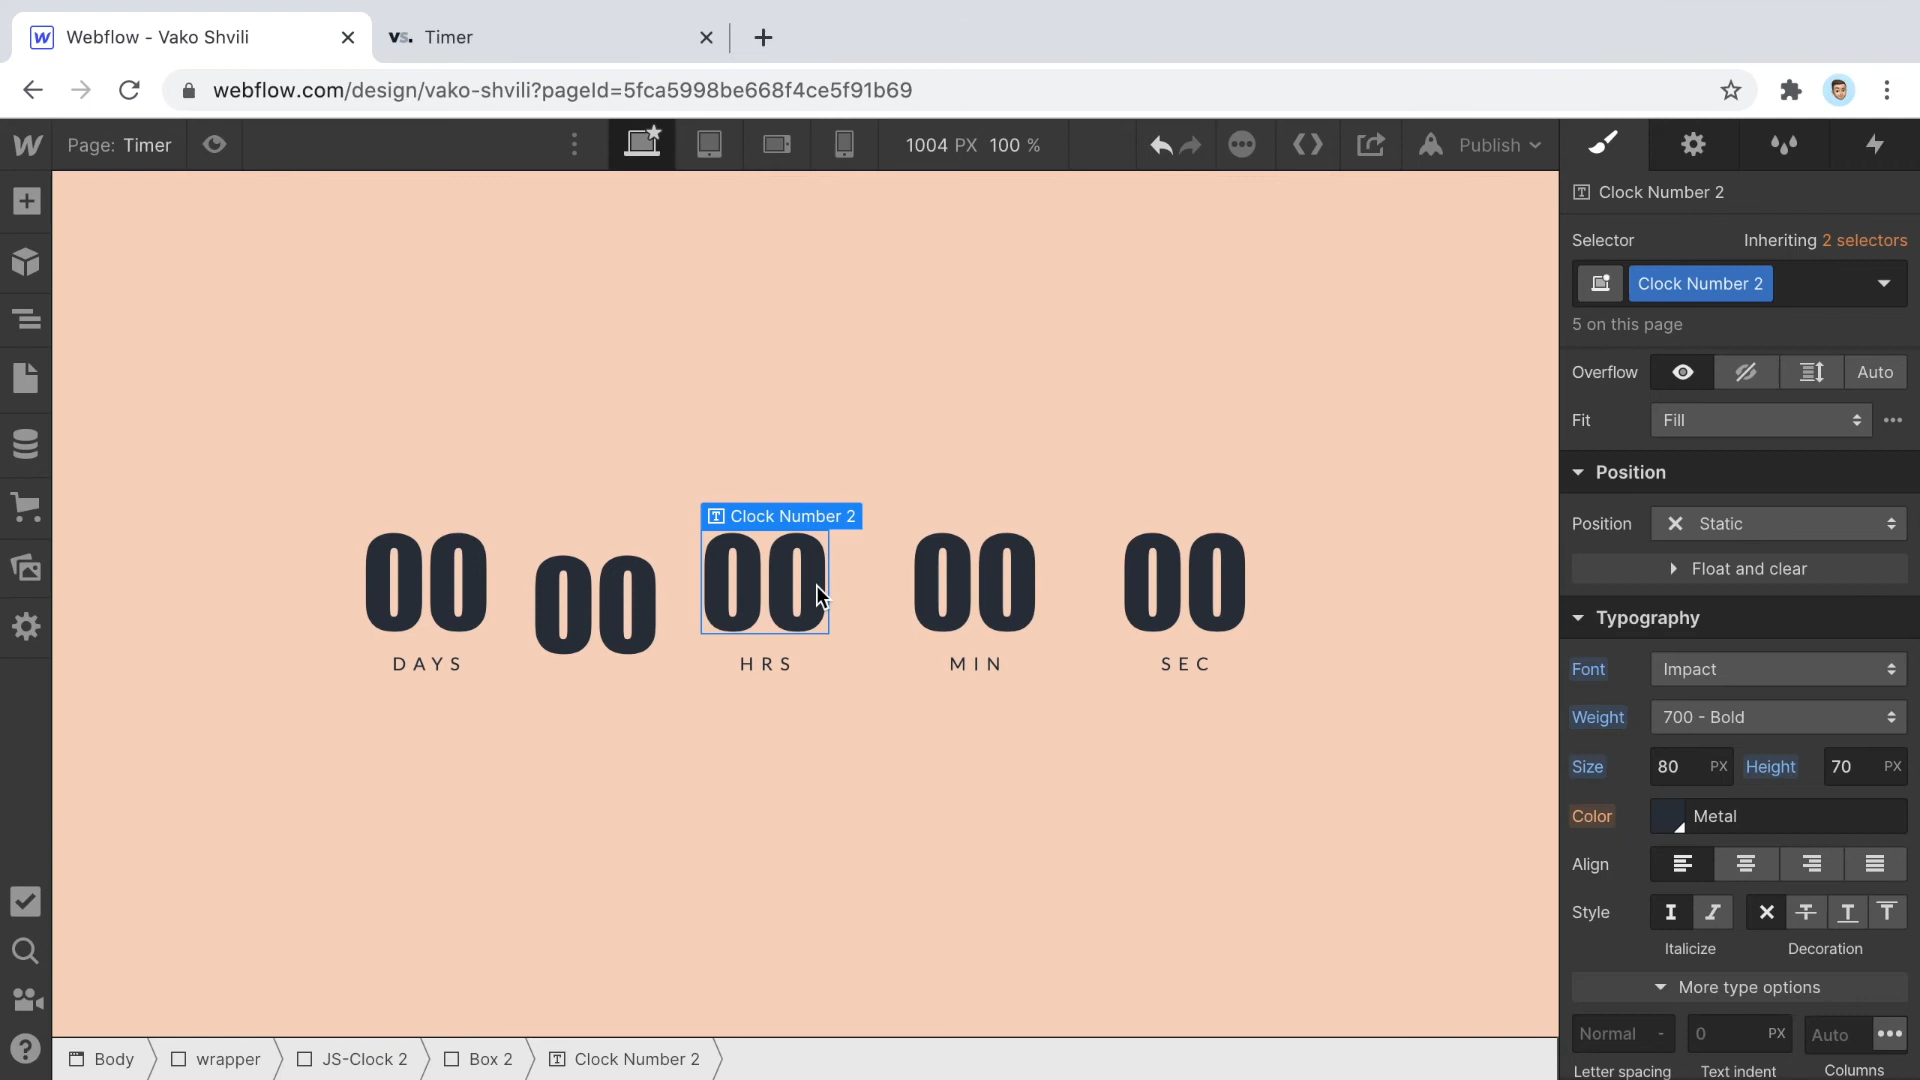 Webflow - Vako Shvili
vs. Timer
webflow.com/design/vako-shvili?pageId=5fca5998be668f4ce5f91b69
Page: Timer
1004 PX 100 %
Publish
Clock Number 2
Selector
Inheriting 2 selectors
Clock Number 2
5 on this page
Overflow
Auto
Fit
Fill
Position
Position
Static
Float and clear
Typography
Font
Impact
Weight
700 - Bold
Size
80 PX
Height
70 PX
Color
Metal
Align
Style
Italicize
Decoration
More type options
Normal -
0 PX
Auto
Letter spacing
Text indent
Columns
Clock Number 2
00
00
00
00
00
DAYS
HRS
MIN
SEC
Body
wrapper
JS-Clock 2
Box 2
Clock Number 2